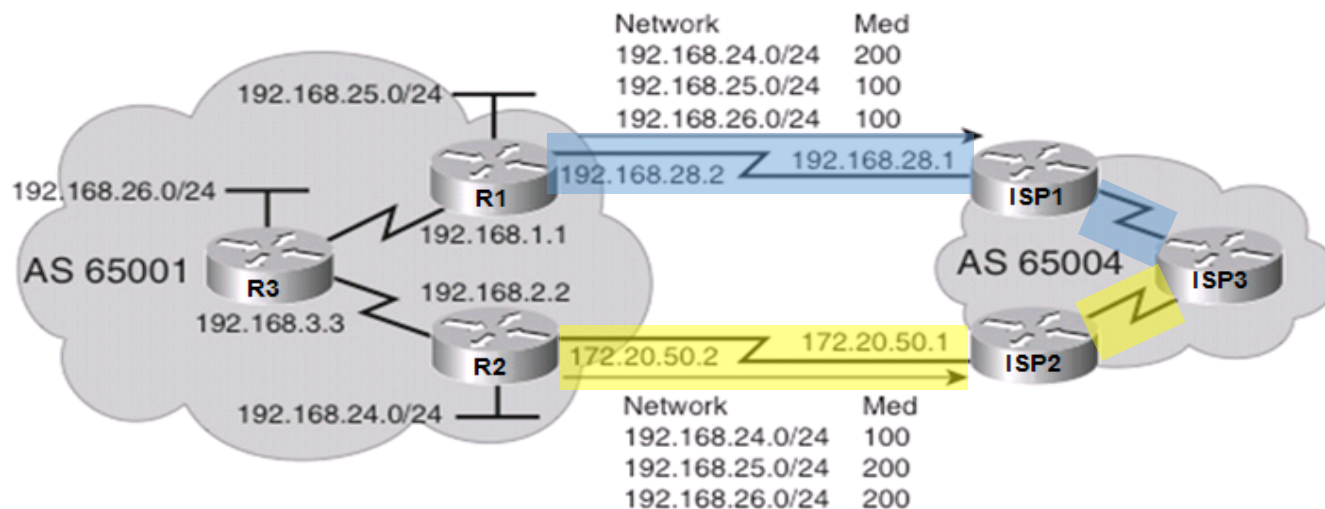 Network Med
192.168.24.0/24 200
192.168.25.0/24 100
192.168.26.0/24 100
192.168.25.0/24
192.168.28.2
192.168.28.1
192.168.26.0/24
R1
ISP1
192.168.1.1
AS 65001
R3
AS 65004
ISP3
192.168.2.2
192.168.3.3
172.20.50.2
172.20.50.1
R2
ISP2
192.168.24.0/24
Network Med
192.168.24.0/24 100
192.168.25.0/24 200
192.168.26.0/24 200